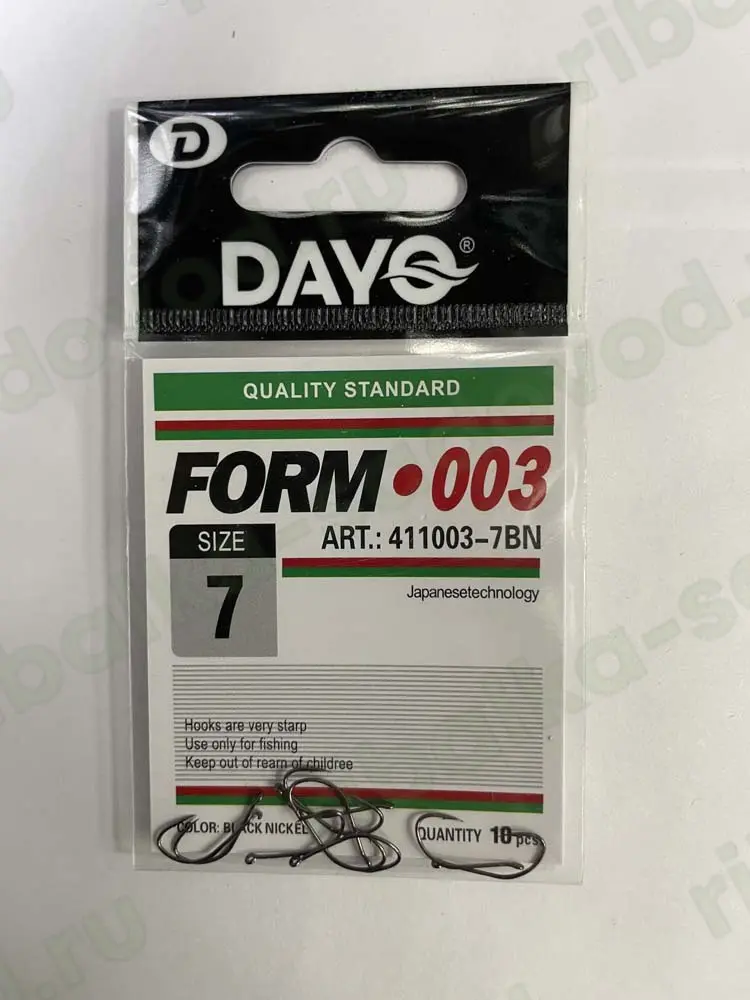 D
DAYO®
QUALITY STANDARD
FORM•003
SIZE
7
ART.: 411003-7BN
Japanesetechnology
Hooks are very starp
Use only for fishing
Keep out of rearn of childree
COLOR: BLACK NICKEL
QUANTITY 10 pcs